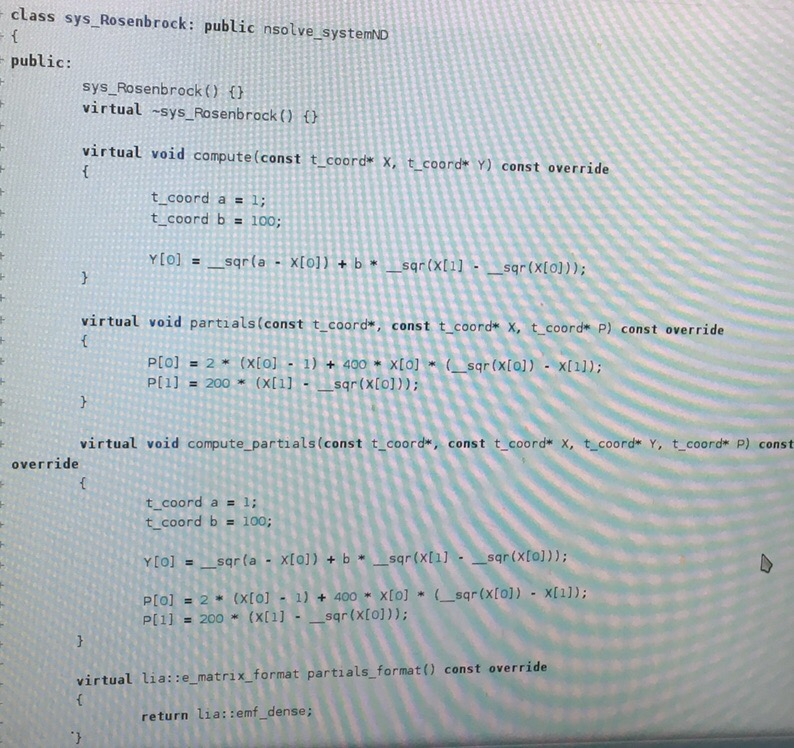 class sys_Rosenbrock: public nsolve_systemND
{
public:
sys_Rosenbrock() {}
virtual ~sys_Rosenbrock() {}
virtual void compute(const t_coord* X, t_coord* Y) const override
{
t_coord a = 1;
t_coord b = 100;
Y[0] = __sqr(a - X[0]) + b * __sqr(X[1] - __sqr(X[0]));
}
virtual void partials(const t_coord*, const t_coord* X, t_coord* P) const override
{
P[0] = 2 * (X[0] - 1) + 400 * X[0] * (__sqr(X[0]) - X[1]);
P[1] = 200 * (X[1] - __sqr(X[0]));
}
virtual void compute_partials(const t_coord*, const t_coord* X, t_coord* Y, t_coord* P) const
override
{
t_coord a = 1;
t_coord b = 100;
Y[0] = __sqr(a - X[0]) + b * __sqr(X[1] - __sqr(X[0]));
P[0] = 2 * (X[0] - 1) + 400 * X[0] * (__sqr(X[0]) - X[1]);
P[1] = 200 * (X[1] - __sqr(X[0]));
}
virtual lia::e_matrix_format partials_format() const override
{
return lia::emf_dense;
}